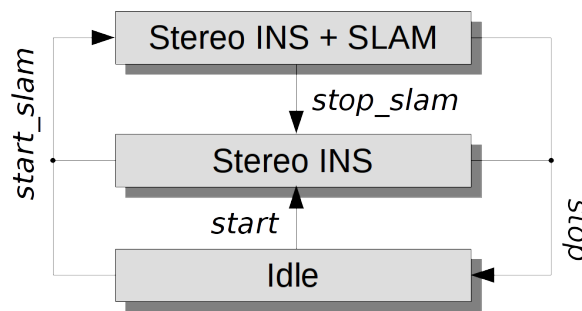 Stereo INS + SLAM
stop_slam
start_slam
Stereo INS
start
stop
Idle